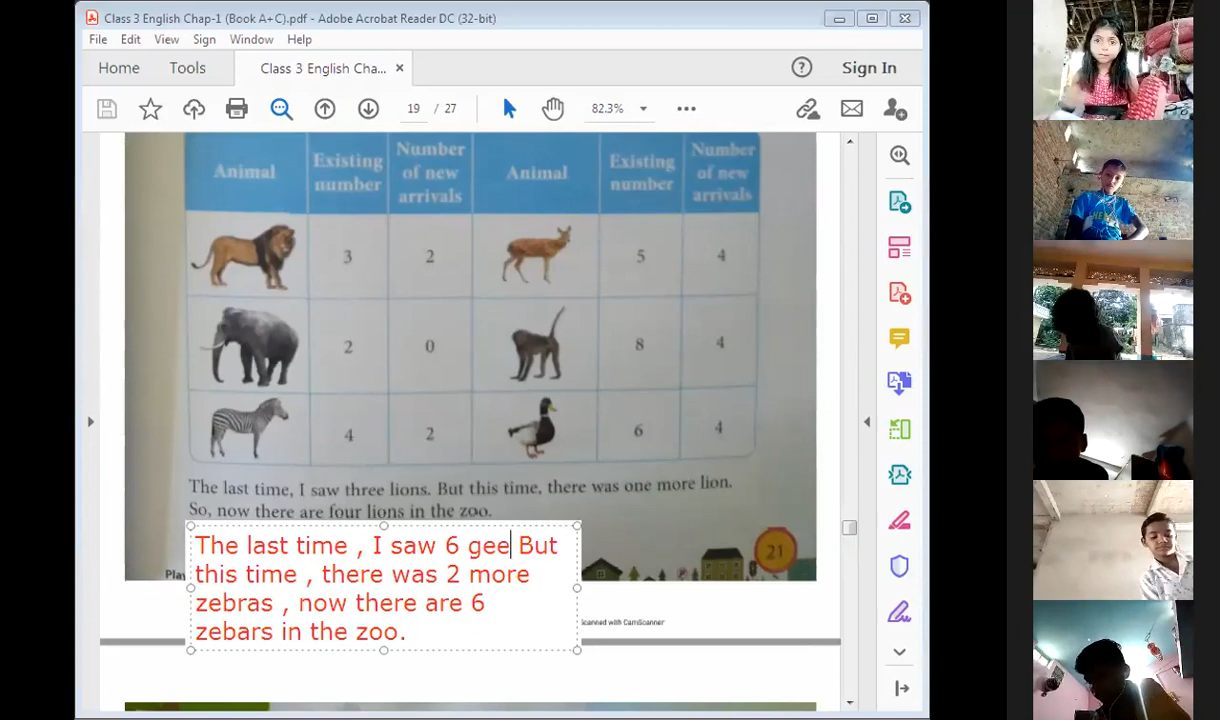 Class 3 English Chap-1 (Book A+C).pdf - Adobe Acrobat Reader DC (32-bit)
File Edit View Sign Window Help
Home Tools Class 3 English Cha... × Sign In
19 / 27 82.3%
Animal Existing number Number of new arrivals Animal Existing number Number of new arrivals
3 2 5 4
2 0 8 4
4 2 6 4
The last time, I saw three lions. But this time, there was one more lion.
So, now there are four lions in the zoo.
The last time , I saw 6 gee But
this time , there was 2 more
zebras , now there are 6
zebars in the zoo.
21
Play
Scanned with CamScanner